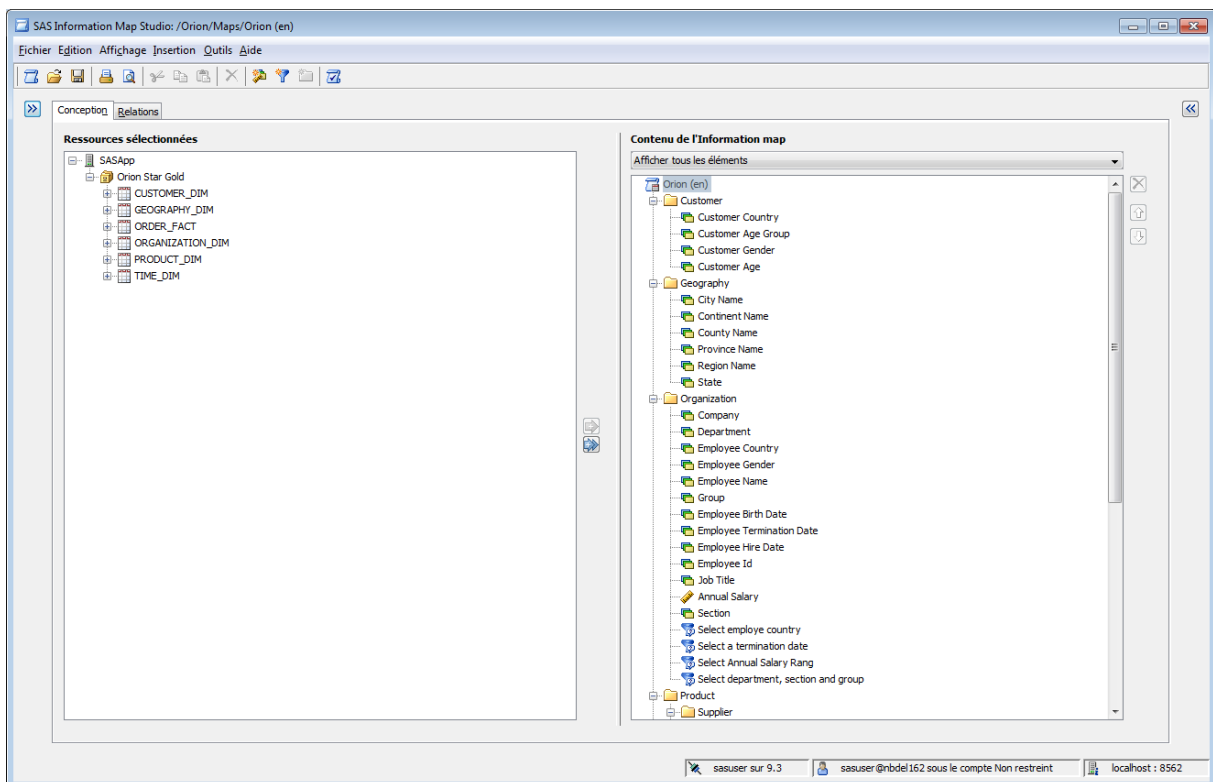 SAS Information Map Studio: /Orion/Maps/Orion (en)
Fichier Edition Affichage Insertion Outils Aide
Conception Relations
Ressources sélectionnées
SASApp
Orion Star Gold
CUSTOMER_DIM
GEOGRAPHY_DIM
ORDER_FACT
ORGANIZATION_DIM
PRODUCT_DIM
TIME_DIM
Contenu de l'Information map
Afficher tous les éléments
Orion (en)
Customer
Customer Country
Customer Age Group
Customer Gender
Customer Age
Geography
City Name
Continent Name
County Name
Province Name
Region Name
State
Organization
Company
Department
Employee Country
Employee Gender
Employee Name
Group
Employee Birth Date
Employee Termination Date
Employee Hire Date
Employee Id
Job Title
Annual Salary
Section
Select employe country
Select a termination date
Select Annual Salary Rang
Select department, section and group
Product
Supplier
sasuser sur 9.3 sasuser@nbdel162 sous le compte Non restreint localhost : 8562